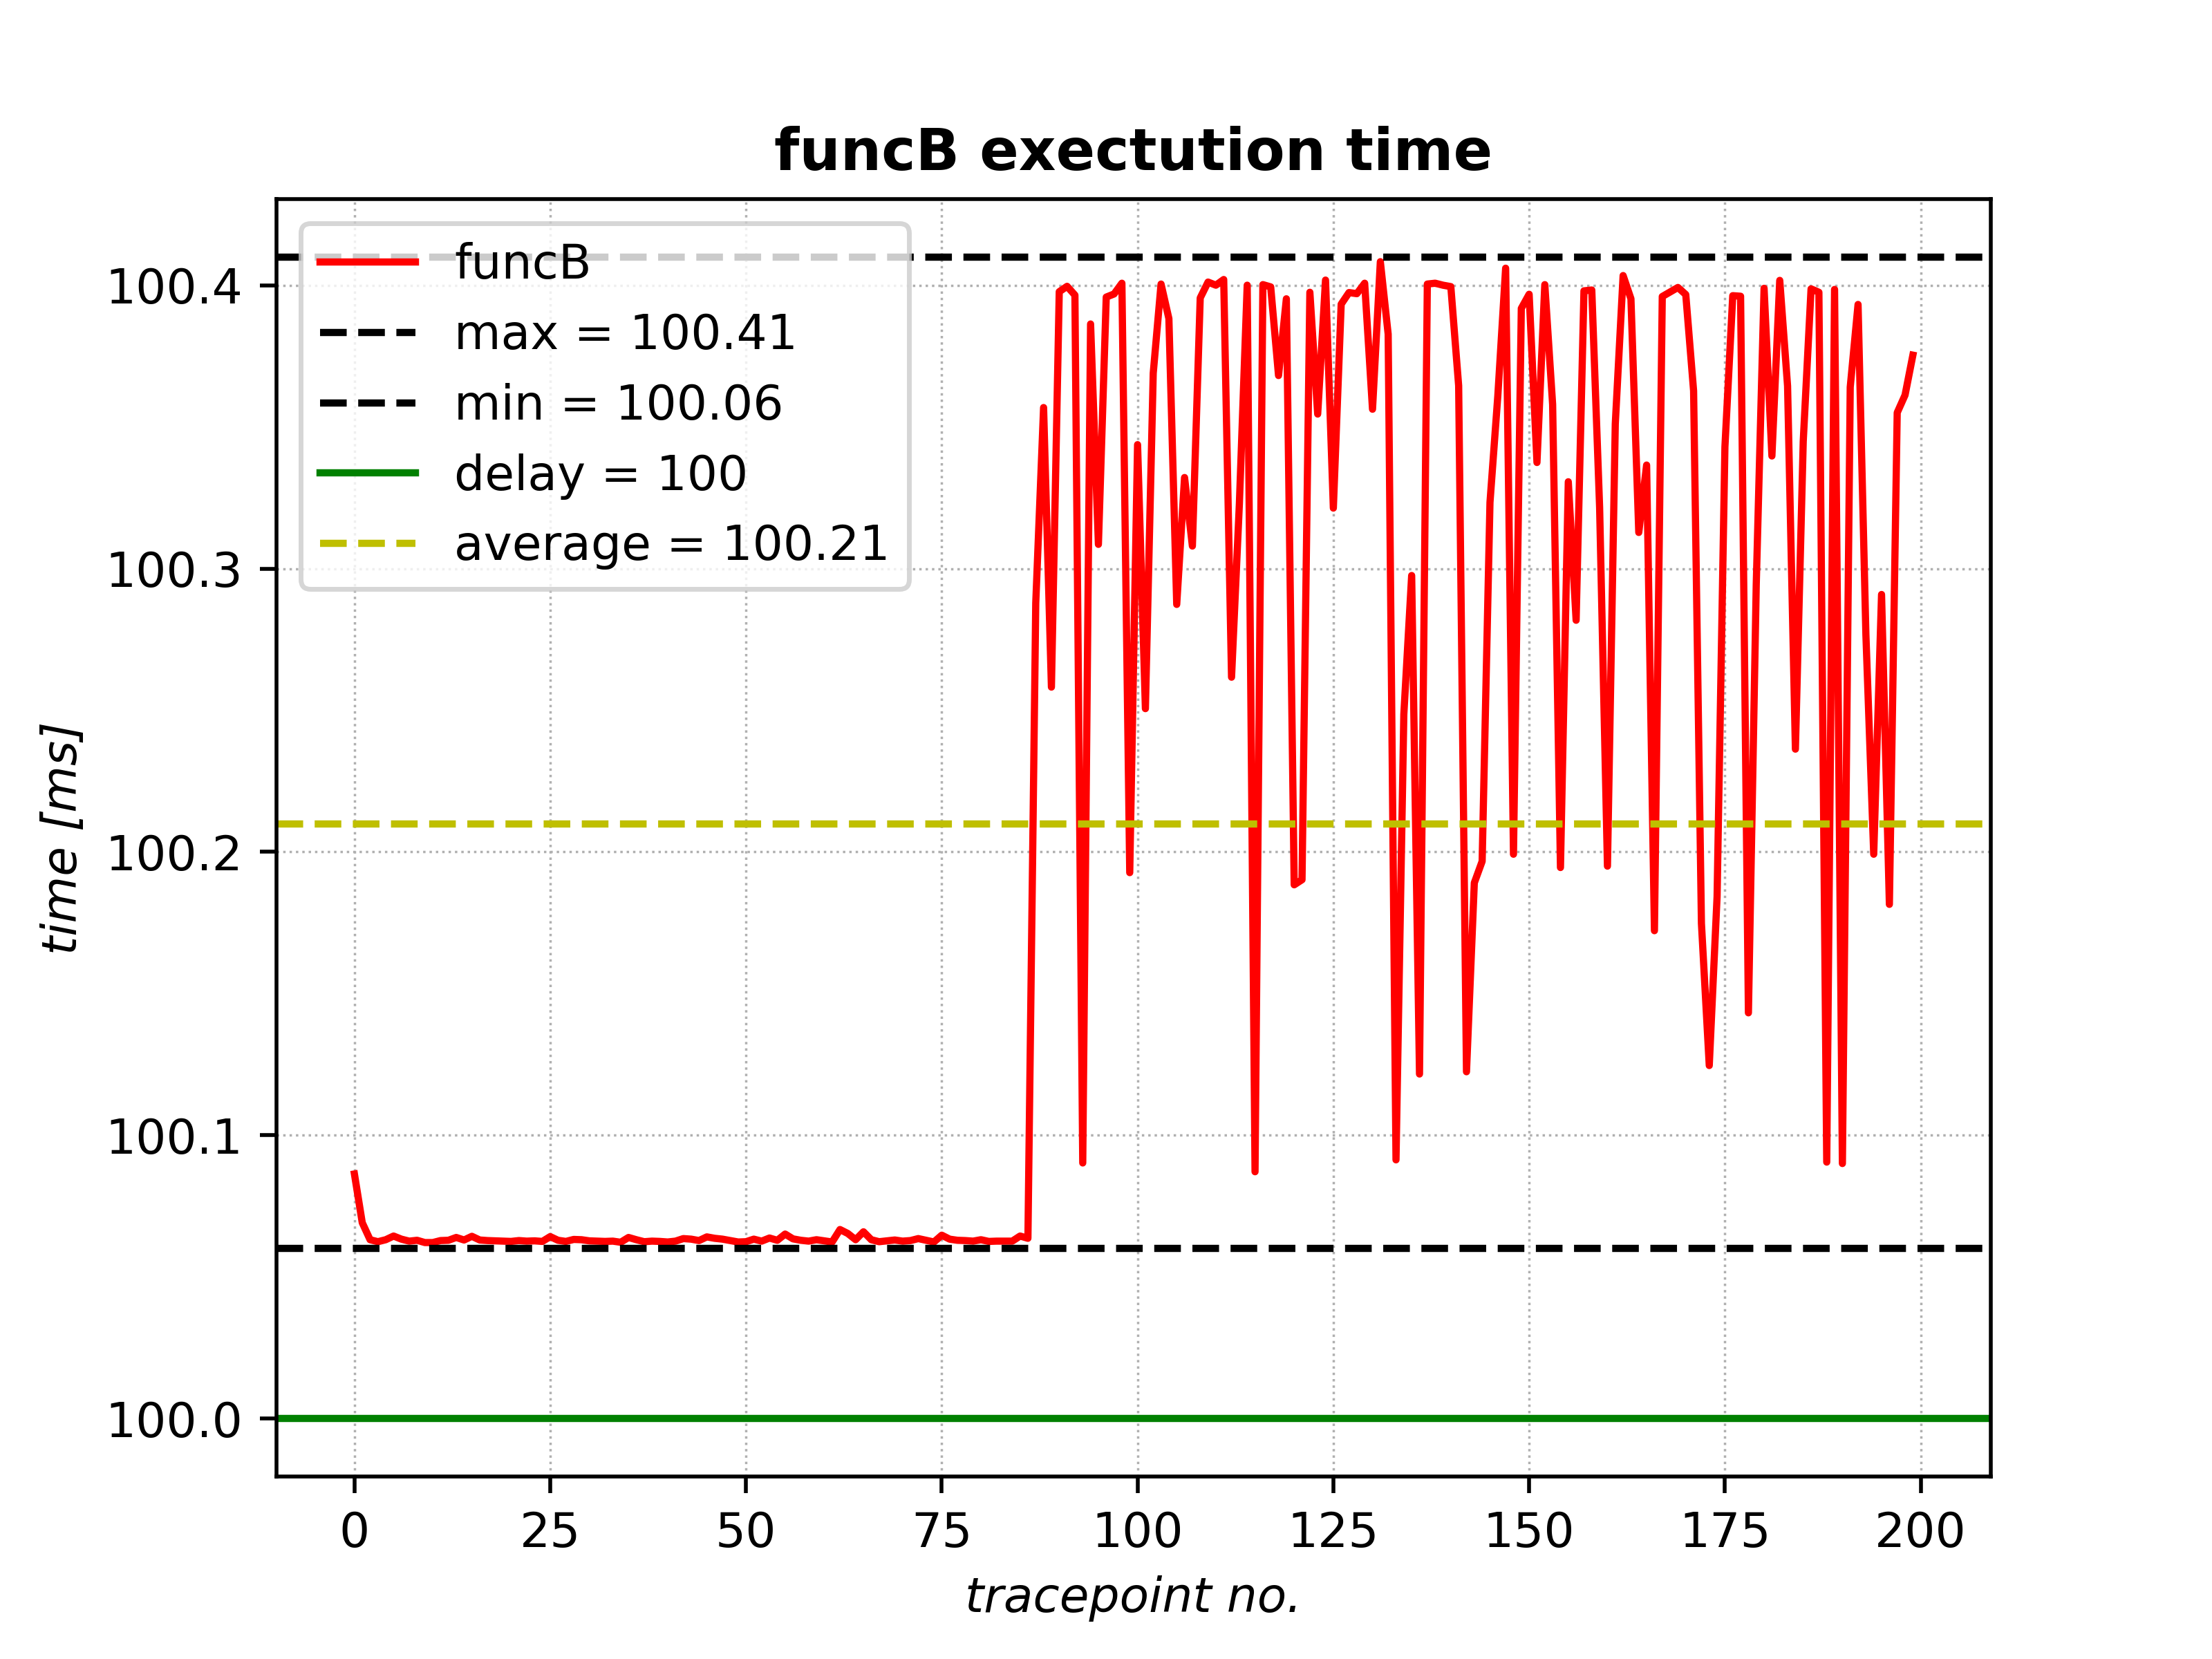 funcB exectution time
funcB
max = 100.41
min = 100.06
delay = 100
average = 100.21
100.4
100.3
100.2
100.1
100.0
time [ms]
0 25 50 75 100 125 150 175 200
tracepoint no.